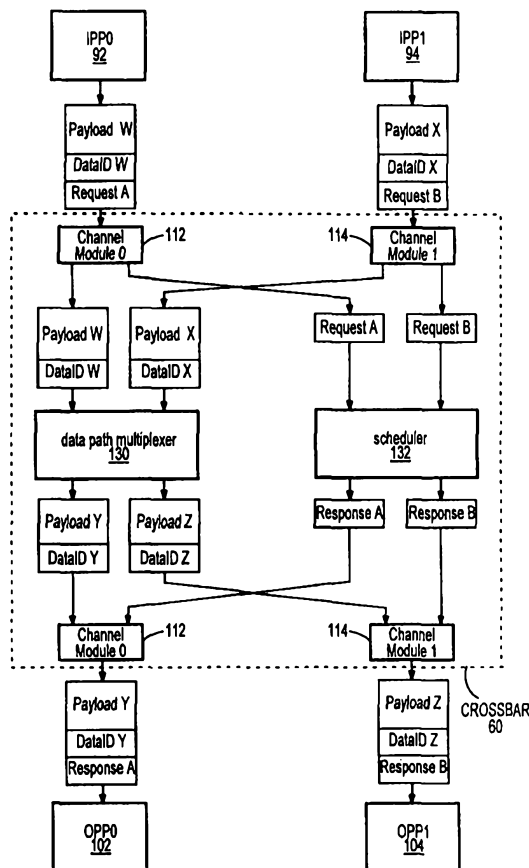 IPP0
92
IPP1
94
Payload W
DataID W
Request A
Payload X
DataID X
Request B
Channel
Module 0
112
114
Channel
Module 1
Payload W
DataID W
Payload X
DataID X
Request A
Request B
data path multiplexer
130
scheduler
132
Payload Y
DataID Y
Payload Z
DataID Z
Response A
Response B
Channel
Module 0
112
114
Channel
Module 1
Payload Y
DataID Y
Response A
Payload Z
DataID Z
Response B
CROSSBAR
60
OPP0
102
OPP1
104